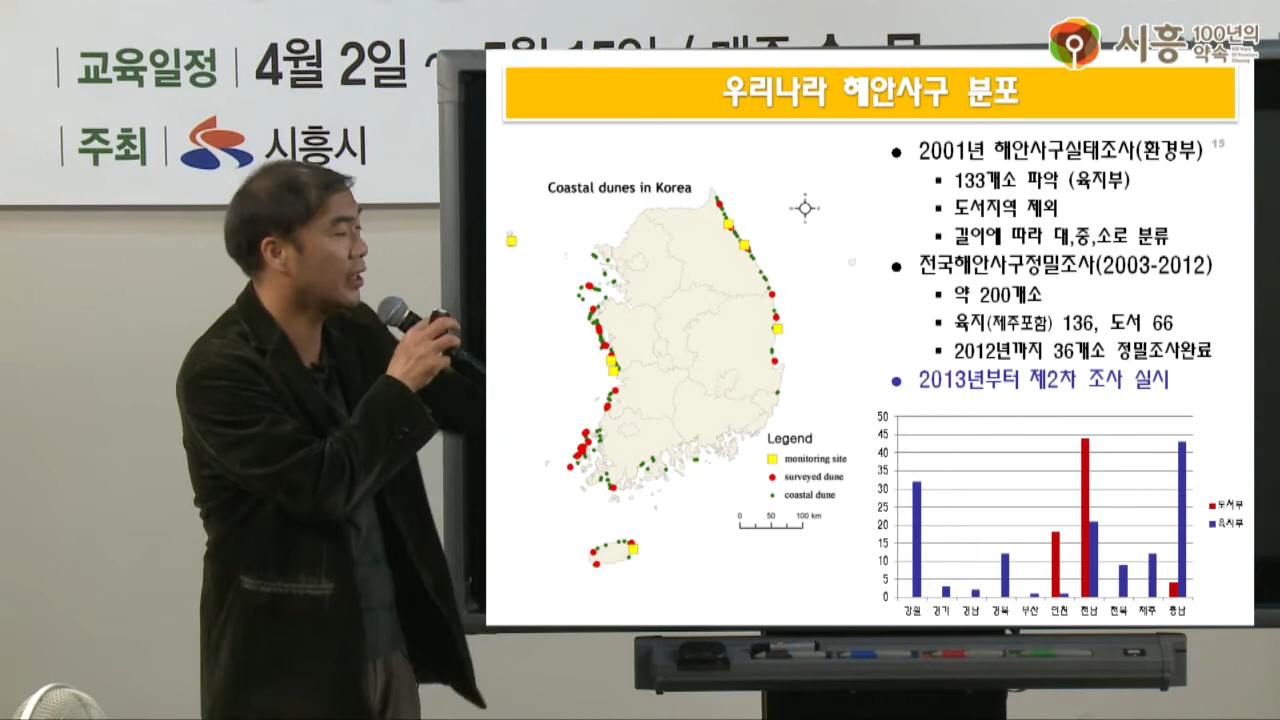 교육일정 4월 2일 ~
주최 시흥시
시흥 100년의 약속
우리나라 해안사구 분포
15
● 2001년 해안사구실태조사(환경부)
▪ 133개소 파악 (육지부)
▪ 도서지역 제외
▪ 길이에 따라 대,중,소로 분류
● 전국해안사구정밀조사(2003-2012)
▪ 약 200개소
▪ 육지(제주포함) 136, 도서 66
▪ 2012년까지 36개소 정밀조사완료
● 2013년부터 제2차 조사 실시
Coastal dunes in Korea
Legend
monitoring site
surveyed dune
coastal dune
0 50 100 km
50
45
40
35
30
25
20
15
10
5
0
강원 경기 경남 경북 부산 인천 전남 전북 제주 충남
도서부
육지부